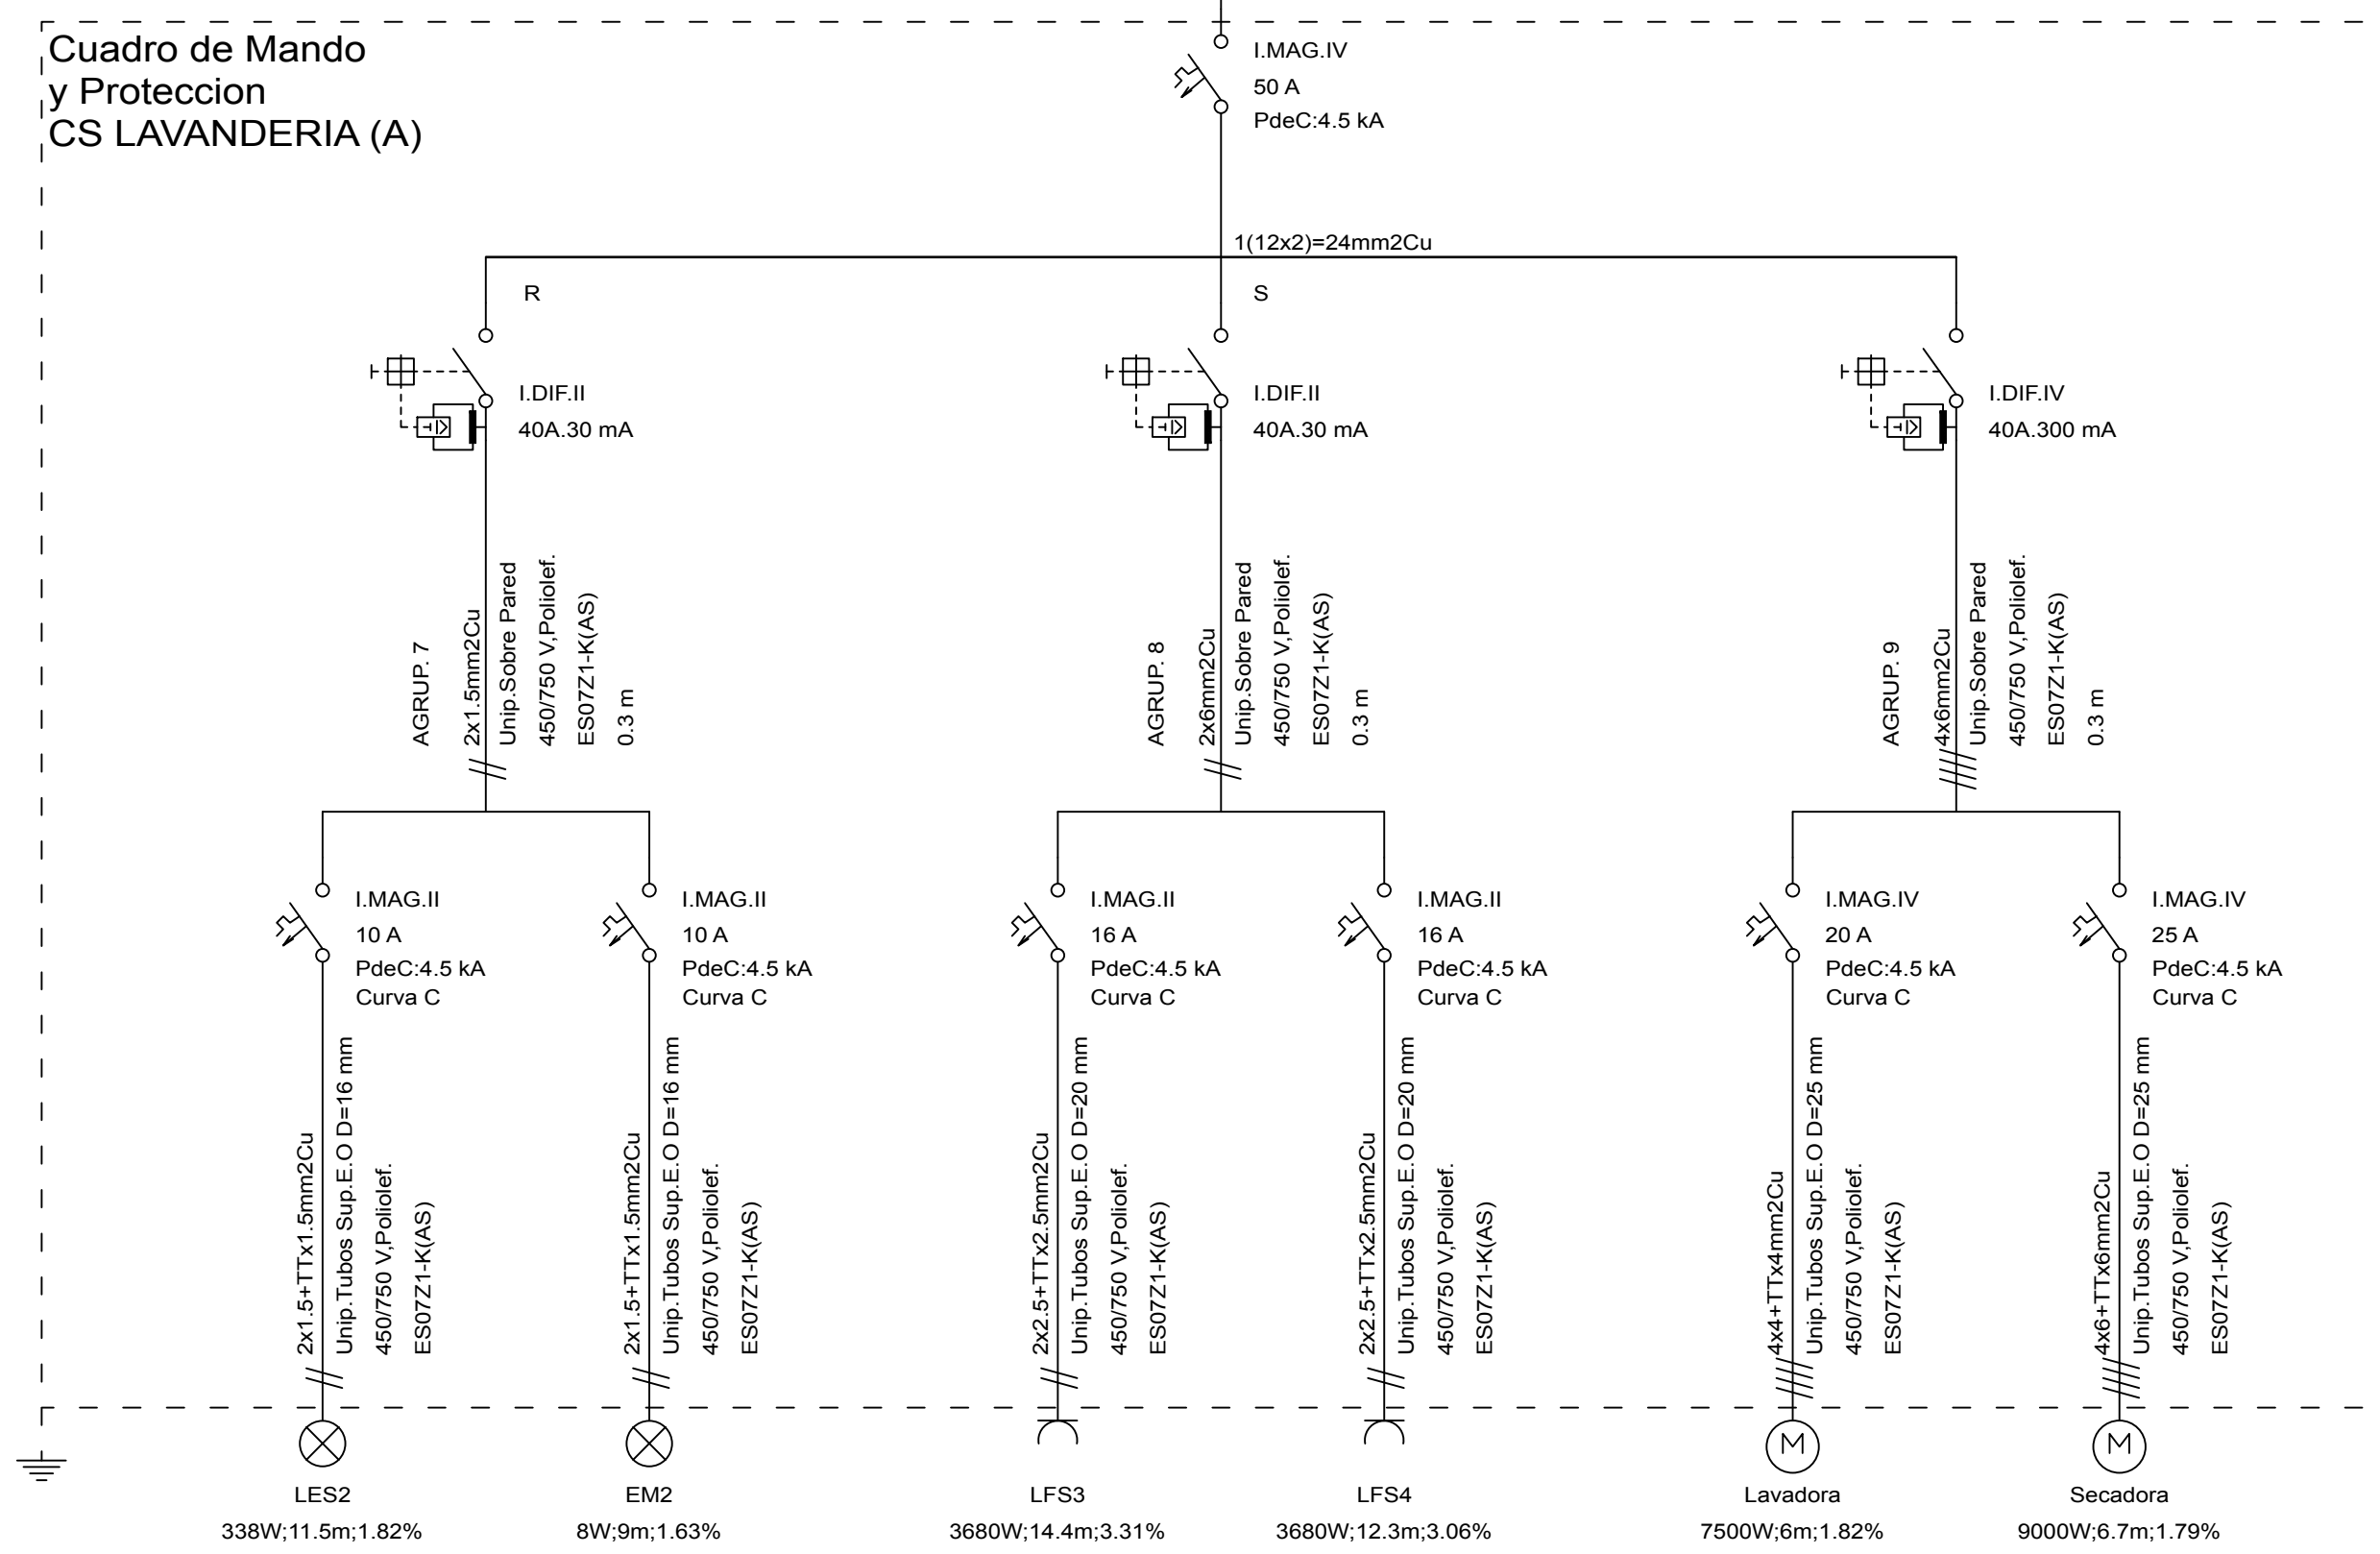 Cuadro de Mando
y Proteccion
CS LAVANDERIA (A)
I.MAG.IV
50 A
PdeC:4.5 kA
1(12x2)=24mm2Cu
R
S
I.DIF.II
40A.30 mA
I.DIF.II
40A.30 mA
I.DIF.IV
40A.300 mA
AGRUP. 7
2x1.5mm2Cu
Unip.Sobre Pared
450/750 V,Poliolef.
ES07Z1-K(AS)
0.3 m
AGRUP. 8
2x6mm2Cu
Unip.Sobre Pared
450/750 V,Poliolef.
ES07Z1-K(AS)
0.3 m
AGRUP. 9
4x6mm2Cu
Unip.Sobre Pared
450/750 V,Poliolef.
ES07Z1-K(AS)
0.3 m
I.MAG.II
10 A
PdeC:4.5 kA
Curva C
I.MAG.II
10 A
PdeC:4.5 kA
Curva C
I.MAG.II
16 A
PdeC:4.5 kA
Curva C
I.MAG.II
16 A
PdeC:4.5 kA
Curva C
I.MAG.IV
20 A
PdeC:4.5 kA
Curva C
I.MAG.IV
25 A
PdeC:4.5 kA
Curva C
2x1.5+TTx1.5mm2Cu
Unip.Tubos Sup.E.O D=16 mm
450/750 V,Poliolef.
ES07Z1-K(AS)
2x1.5+TTx1.5mm2Cu
Unip.Tubos Sup.E.O D=16 mm
450/750 V,Poliolef.
ES07Z1-K(AS)
2x2.5+TTx2.5mm2Cu
Unip.Tubos Sup.E.O D=20 mm
450/750 V,Poliolef.
ES07Z1-K(AS)
2x2.5+TTx2.5mm2Cu
Unip.Tubos Sup.E.O D=20 mm
450/750 V,Poliolef.
ES07Z1-K(AS)
4x4+TTx4mm2Cu
Unip.Tubos Sup.E.O D=25 mm
450/750 V,Poliolef.
ES07Z1-K(AS)
4x6+TTx6mm2Cu
Unip.Tubos Sup.E.O D=25 mm
450/750 V,Poliolef.
ES07Z1-K(AS)
M
M
LES2
338W;11.5m;1.82%
EM2
8W;9m;1.63%
LFS3
3680W;14.4m;3.31%
LFS4
3680W;12.3m;3.06%
Lavadora
7500W;6m;1.82%
Secadora
9000W;6.7m;1.79%